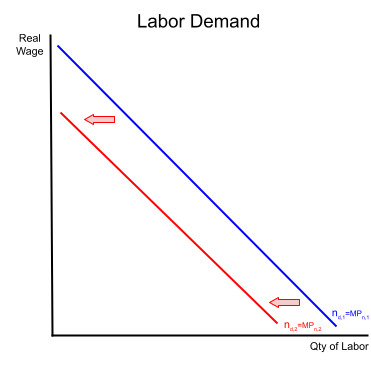 Labor Demand
Real
Wage
n_d,1=MP_n,1
n_d,2=MP_n,2
Qty of Labor